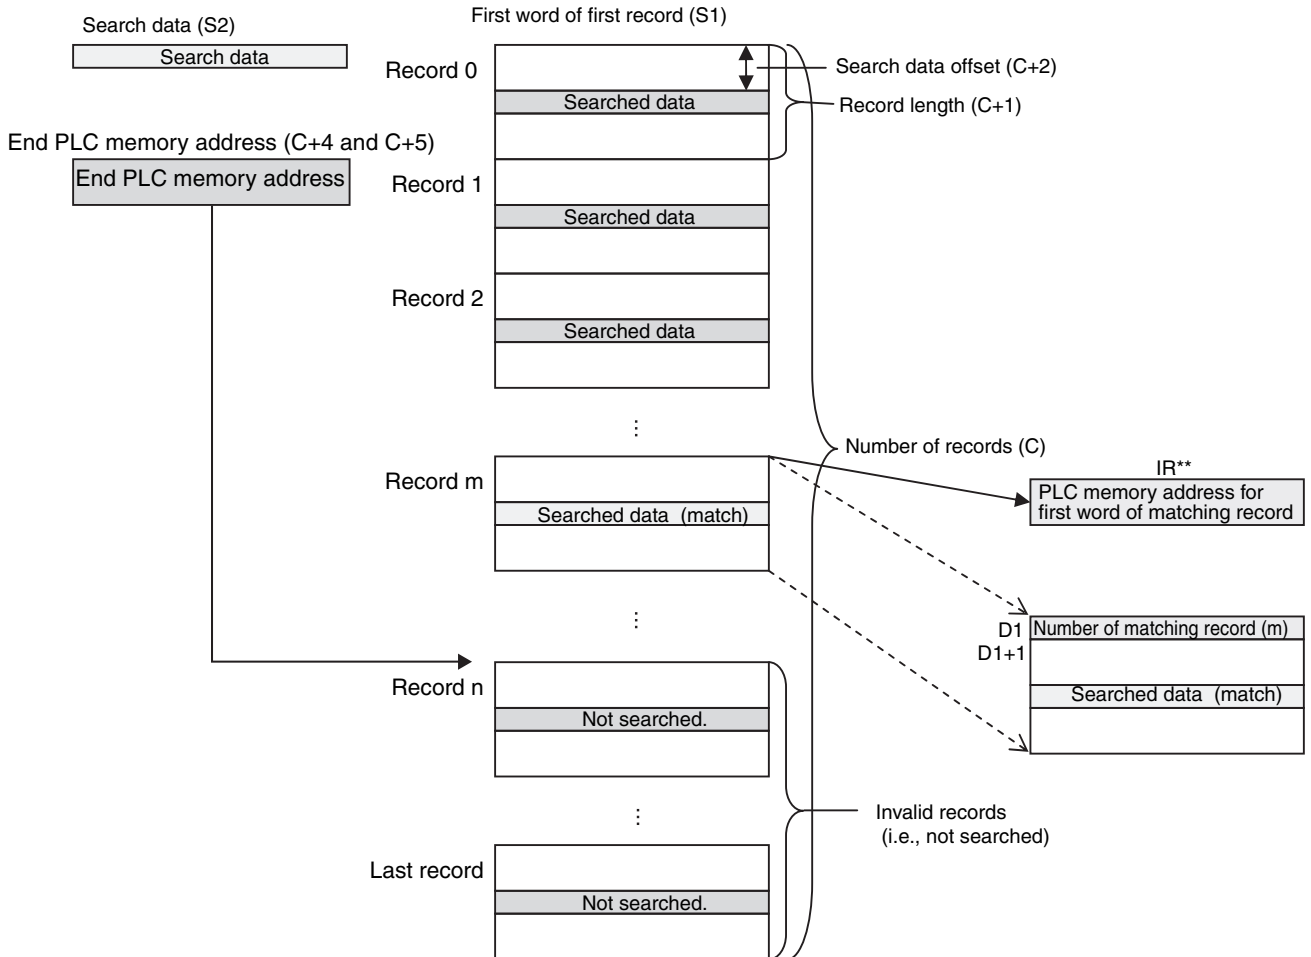 First word of first record (S1)
Search data (S2)
Search data
Record 0
Search data offset (C+2)
Searched data
Record length (C+1)
End PLC memory address (C+4 and C+5)
End PLC memory address
Record 1
Searched data
Record 2
Searched data
⋮
Number of records (C)
Record m
IR**
PLC memory address for
first word of matching record
Searched data (match)
⋮
D1
Number of matching record (m)
D1+1
Record n
Searched data (match)
Not searched.
⋮
Invalid records
(i.e., not searched)
Last record
Not searched.